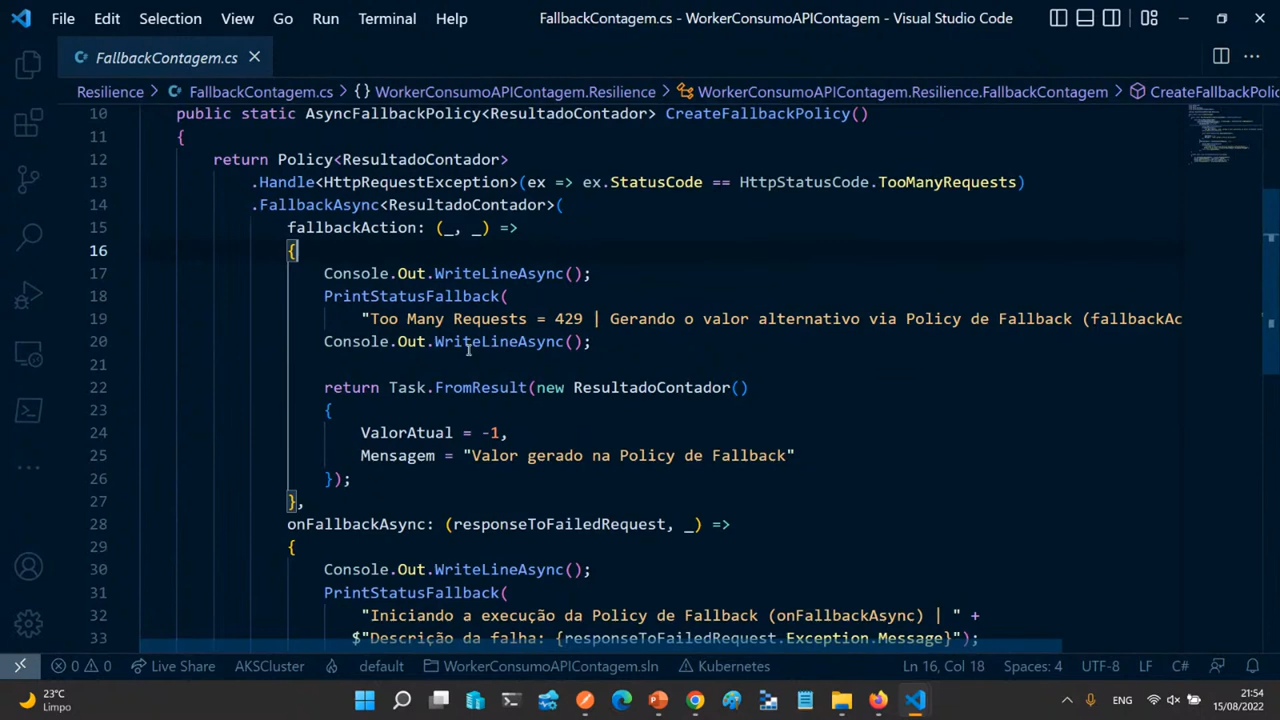 File Edit Selection View Go Run Terminal Help FallbackContagem.cs - WorkerConsumoAPIContagem - Visual Studio Code
FallbackContagem.cs
Resilience > FallbackContagem.cs > {} WorkerConsumoAPIContagem.Resilience > WorkerConsumoAPIContagem.Resilience.FallbackContagem > CreateFallbackPolic
10 public static AsyncFallbackPolicy<ResultadoContador> CreateFallbackPolicy()
11 {
12 return Policy<ResultadoContador>
13 .Handle<HttpRequestException>(ex => ex.StatusCode == HttpStatusCode.TooManyRequests)
14 .FallbackAsync<ResultadoContador>(
15 fallbackAction: (_, _) =>
16 {
17 Console.Out.WriteLineAsync();
18 PrintStatusFallback(
19 "Too Many Requests = 429 | Gerando o valor alternativo via Policy de Fallback (fallbackAc
20 Console.Out.WriteLineAsync();
21
22 return Task.FromResult(new ResultadoContador()
23 {
24 ValorAtual = -1,
25 Mensagem = "Valor gerado na Policy de Fallback"
26 });
27 },
28 onFallbackAsync: (responseToFailedRequest, _) =>
29 {
30 Console.Out.WriteLineAsync();
31 PrintStatusFallback(
32 "Iniciando a execução da Policy de Fallback (onFallbackAsync) | " +
33 $"Descrição da falha: {responseToFailedRequest.Exception.Message}");
0 0 Live Share AKSCluster default WorkerConsumoAPIContagem.sln Kubernetes Ln 16, Col 18 Spaces: 4 UTF-8 LF C#
23°C
Limpo
ENG
21:54
15/08/2022